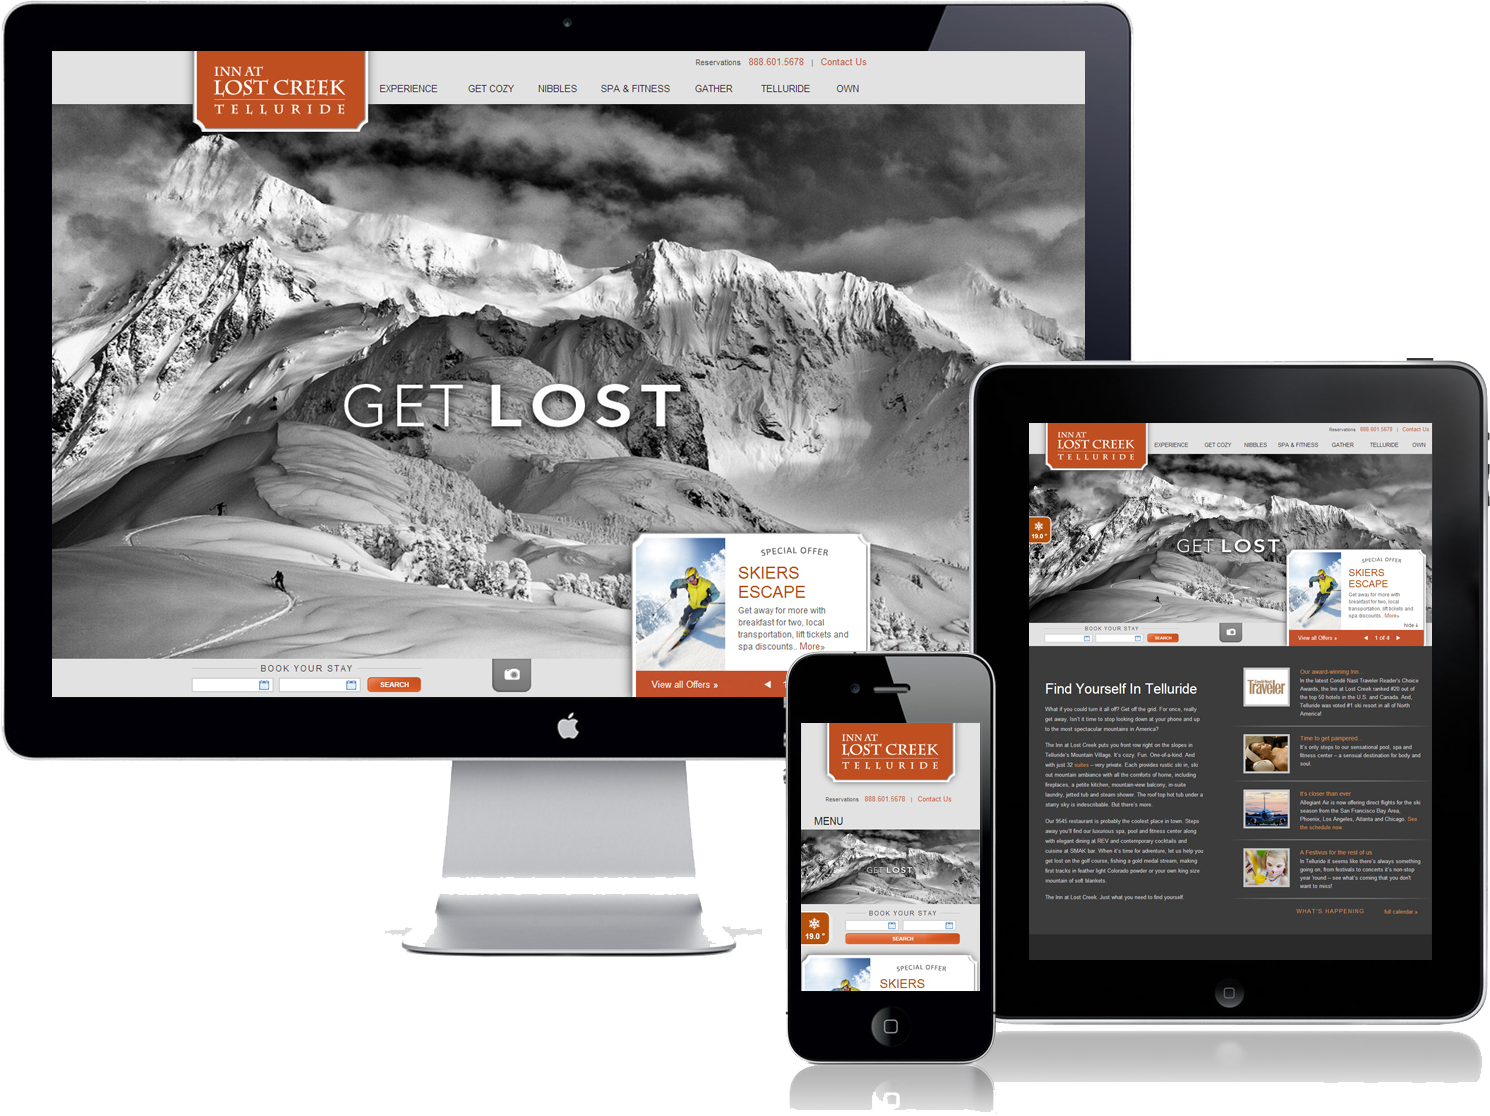 INN AT
LOST CREEK
TELLURIDE
Reservations 888.601.5678 | Contact Us
EXPERIENCE GET COZY NIBBLES SPA & FITNESS GATHER TELLURIDE OWN
GET LOST
SPECIAL OFFER
SKIERS
ESCAPE
Get away for more with
breakfast for two, local
transportation, lift tickets and
spa discounts.. More»
View all Offers »
BOOK YOUR STAY
SEARCH
INN AT
LOST CREEK
TELLURIDE
Reservations 888.601.5678 | Contact Us
MENU
GET LOST
19.0 "
BOOK YOUR STAY
SEARCH
SPECIAL OFFER
SKIERS
INN AT
LOST CREEK
TELLURIDE
Reservations 888.601.5678 | Contact Us
EXPERIENCE GET COZY NIBBLES SPA & FITNESS GATHER TELLURIDE OWN
19.0 "
GET LOST
SPECIAL OFFER
SKIERS
ESCAPE
Get away for more with
breakfast for two, local
transportation, lift tickets and
spa discounts.. More»
hide
View all Offers » 1 of 4
BOOK YOUR STAY
SEARCH
Find Yourself In Telluride
What if you could turn it all off? Get off the grid. For once, really
get away. Isn't it time to stop looking down at your phone and up
to the most spectacular mountains in America?
The Inn at Lost Creek puts you front row right on the slopes in
Telluride's Mountain Village. It's cozy. Fun. One-of-a-kind. And
with just 32 suites – very private. Each provides rustic ski in, ski
out mountain ambiance with all the comforts of home, including
fireplaces, a petite kitchen, mountain-view balcony, in-suite
laundry, jetted tub and steam shower. The roof top hot tub under a
starry sky is indescribable. But there's more.
Our 9545 restaurant is probably the coolest place in town. Steps
away you'll find our luxurious spa, pool and fitness center along
with elegant dining at REV and contemporary cocktails and
cuisine at SMAK bar. When it's time for adventure, let us help you
get lost on the golf course, fishing a gold medal stream, making
first tracks in feather light Colorado powder or your own king size
mountain of soft blankets.
The Inn at Lost Creek. Just what you need to find yourself.
Traveler
Our award-winning Inn...
In the latest Condé Nast Traveler Reader's Choice
Awards, the Inn at Lost Creek ranked #20 out of
the top 50 hotels in the U.S. and Canada. And,
Telluride was voted #1 ski resort in all of North
America!
Time to get pampered...
It's only steps to our sensational pool, spa and
fitness center – a sensual destination for body and
soul.
It's closer than ever
Allegiant Air is now offering direct flights for the ski
season from the San Francisco Bay Area,
Phoenix, Los Angeles, Atlanta and Chicago. See
the schedule now.
A Festivus for the rest of us
In Telluride it seems like there's always something
going on, from festivals to concerts it's non-stop
year 'round – see what's coming that you don't
want to miss!
WHAT'S HAPPENING full calendar »